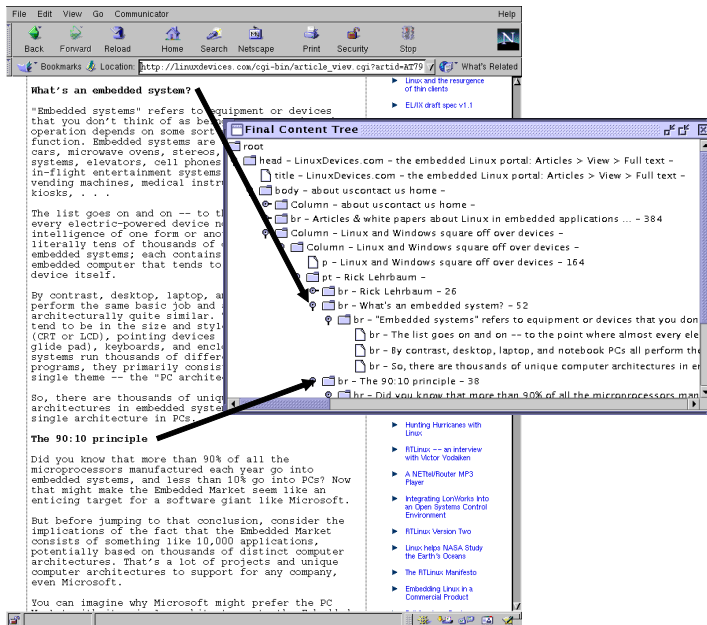 File Edit View Go Communicator Help
Back Forward Reload Home Search Netscape Print Security Stop
N
Bookmarks Location: http://linuxdevices.com/cgi-bin/article_view.cgi?artid=AT79 What's Related
What's an embedded system?
"Embedded systems" refers to equipment or devices
that you don't think of as
operation depends on some sort
function. Embedded systems are
cars, microwave ovens, stereos,
systems, elevators, cell phones
in-flight entertainment systems
vending machines, medical
kiosks, . . .
The list goes on and on -- to
every electric-powered device
intelligence of one form or
literally tens of thousands of
embedded systems; each contains
embedded computer that tends to
device itself.
By contrast, desktop, laptop,
perform the same basic job and
architecturally quite similar.
tend to be in the size and
(CRT or LCD), pointing devices
glide pad), keyboards, and
systems run thousands of
programs, they primarily
single theme -- the "PC
So, there are thousands of
architectures in embedded
single architecture in PCs.
The 90:10 principle
Did you know that more than 90% of all the
microprocessors manufactured each year go into
embedded systems, and less than 10% go into PCs? Now
that might make the Embedded Market seem like an
enticing target for a software giant like Microsoft.
But before jumping to that conclusion, consider the
implications of the fact that the Embedded Market
consists of something like 10,000 applications,
potentially based on thousands of distinct computer
architectures. That's a lot of projects and unique
computer architectures to support for any company,
even Microsoft.
You can imagine why Microsoft might prefer the PC
Linux and the resurgence
of thin clients
EL/IX draft spec v1.1
Final Content Tree
root
head - LinuxDevices.com - the embedded Linux portal: Articles > View > Full text -
title - LinuxDevices.com - the embedded Linux portal: Articles > View > Full text -
body - about uscontact us home -
Column - about uscontact us home -
br - Articles & white papers about Linux in embedded applications ... - 384
Column - Linux and Windows square off over devices -
Column - Linux and Windows square off over devices -
p - Linux and Windows square off over devices - 164
pt - Rick Lehrbaum -
br - Rick Lehrbaum - 26
br - What's an embedded system? - 52
br - "Embedded systems" refers to equipment or devices that you don
br - The list goes on and on -- to the point where almost every ele
br - By contrast, desktop, laptop, and notebook PCs all perform the
br - So, there are thousands of unique computer architectures in
br - The 90:10 principle - 38
br - Did you know that more than 90% of all the microprocessors man
Hunting Hurricanes with
Linux
RTLinux -- an interview
with Victor Yodaiken
A NETtel/Router MP3
Player
Integrating LonWorks Into
an Open Systems Control
Environment
RTLinux Version Two
Linux helps NASA Study
the Earth's Oceans
The RTLinux Manifesto
Embedding Linux in a
Commercial Product